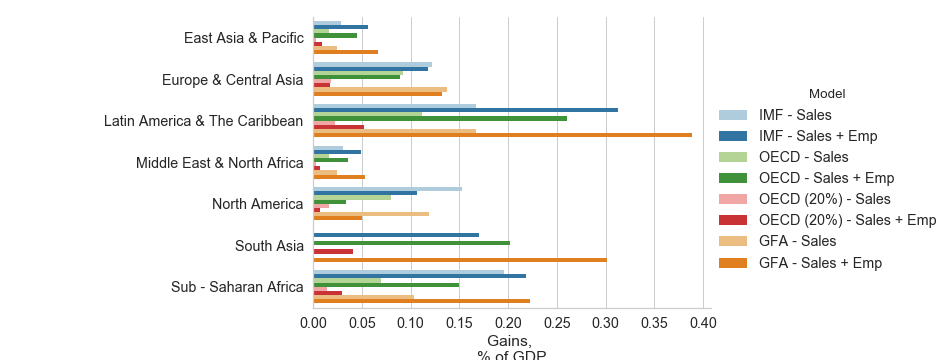 East Asia & Pacific
Europe & Central Asia
Latin America & The Caribbean
Middle East & North Africa
North America
South Asia
Sub - Saharan Africa
0.00 0.05 0.10 0.15 0.20 0.25 0.30 0.35 0.40
Gains,
% of GDP
Model
IMF - Sales
IMF - Sales + Emp
OECD - Sales
OECD - Sales + Emp
OECD (20%) - Sales
OECD (20%) - Sales + Emp
GFA - Sales
GFA - Sales + Emp